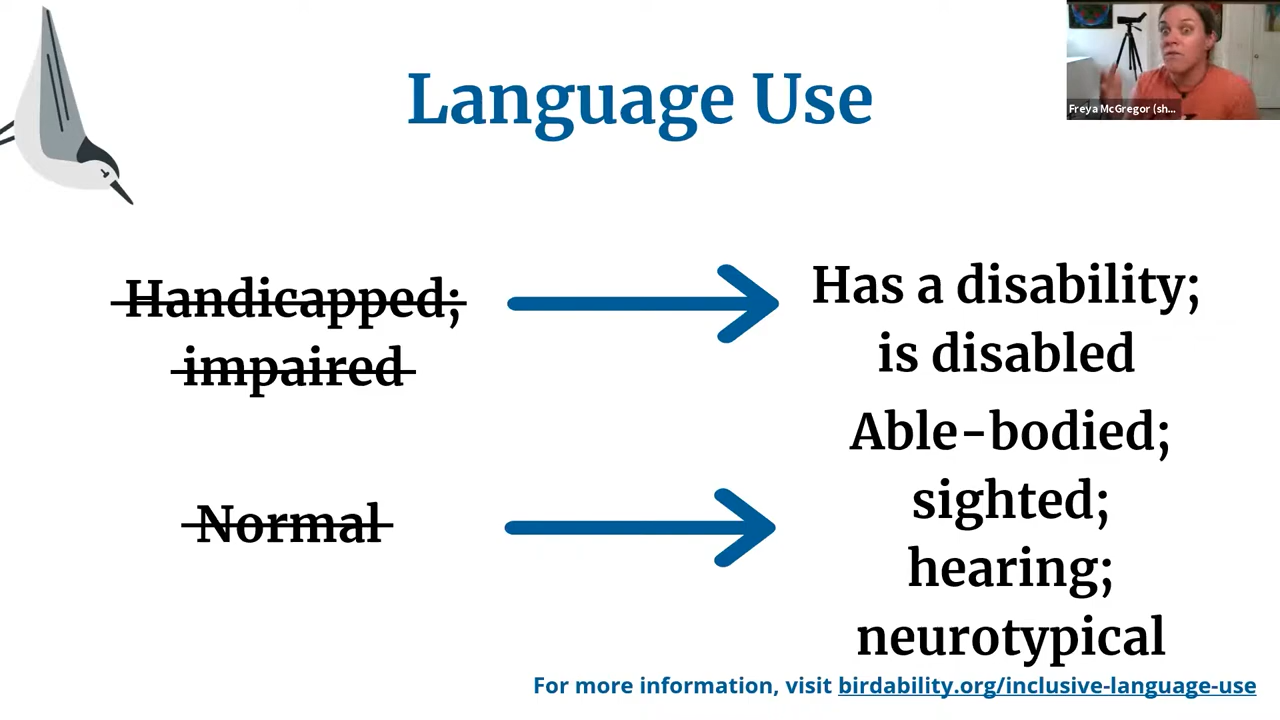 Language Use
Freya McGregor (sh...
Handicapped;
impaired
Has a disability;
is disabled
Normal
Able-bodied;
sighted;
hearing;
neurotypical
For more information, visit birdability.org/inclusive-language-use